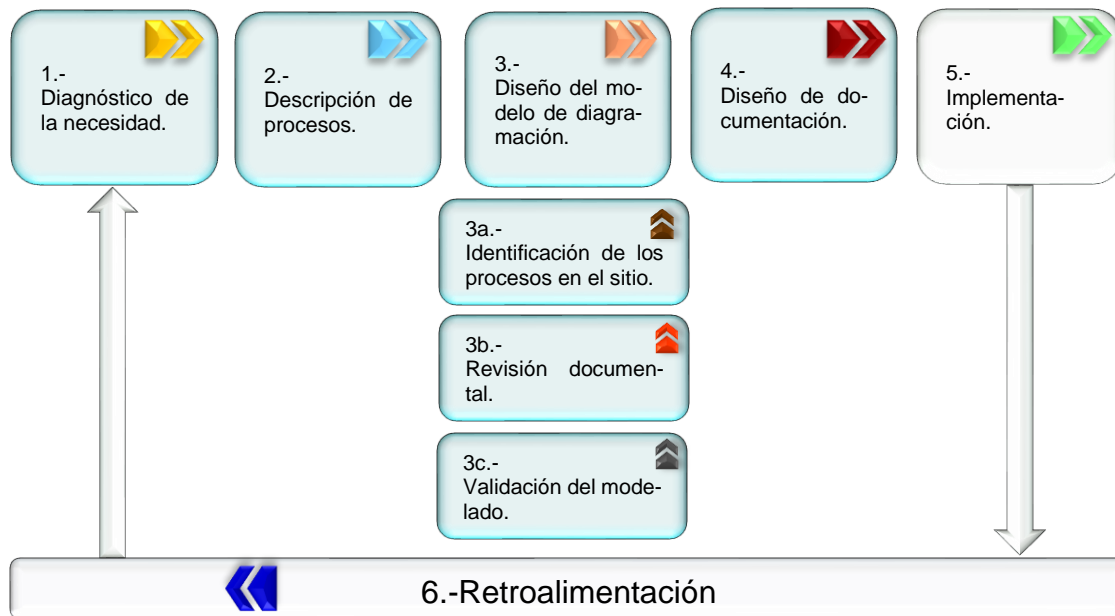 1.-
Diagnóstico de
la necesidad.
2.-
Descripción de
procesos.
3.-
Diseño del mo-
delo de diagra-
mación.
4.-
Diseño de do-
cumentación.
5.-
Implementa-
ción.
3a.-
Identificación de los
procesos en el sitio.
3b.-
Revisión documen-
tal.
3c.-
Validación del mode-
lado.
6.-Retroalimentación